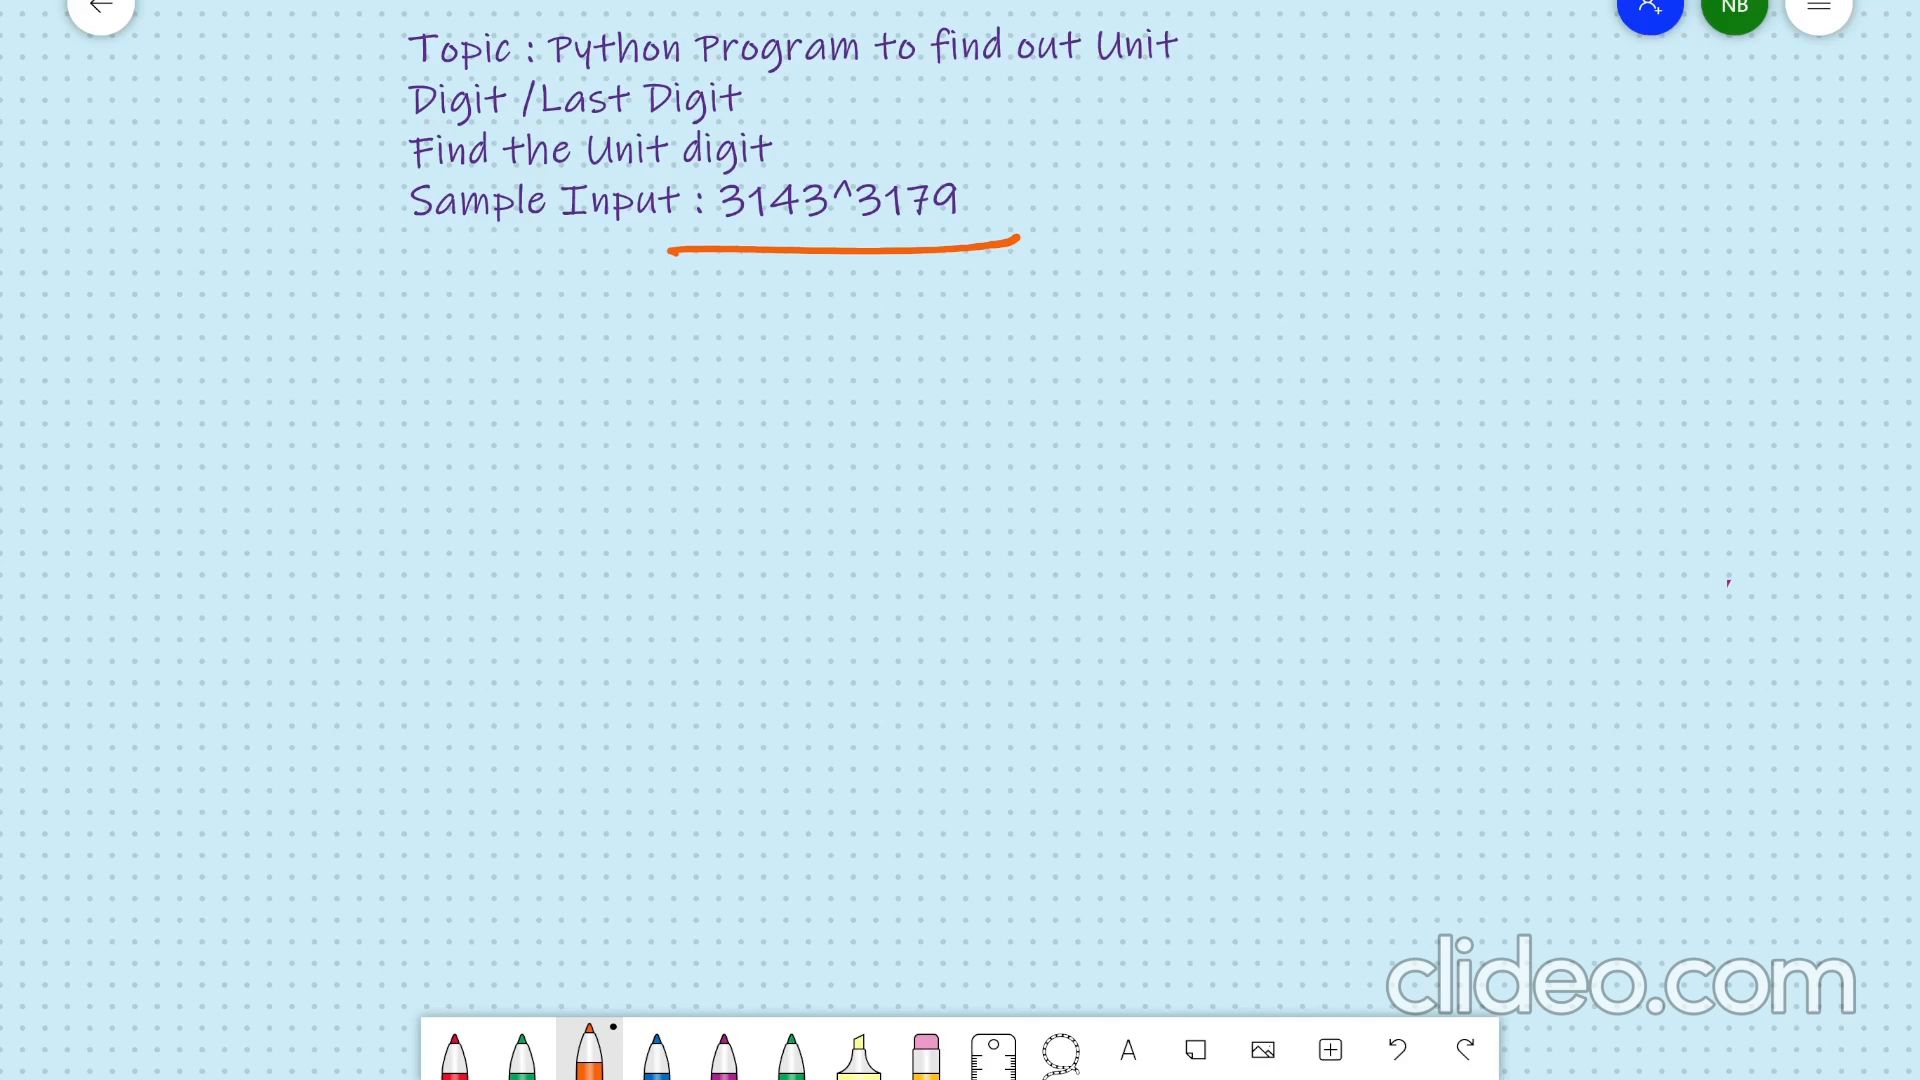 NB
Topic : Python Program to find out Unit
Digit /Last Digit
Find the Unit digit
Sample Input : 3143^3179
clideo.com
A